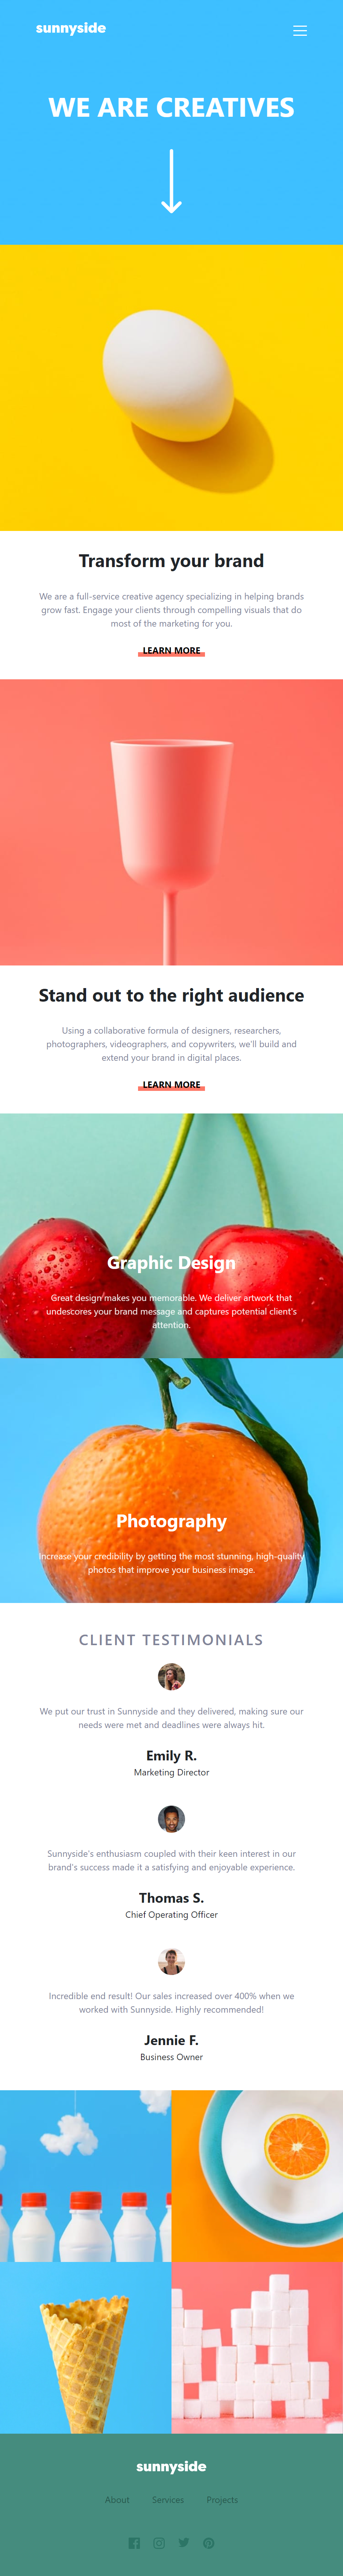 sunnyside
WE ARE CREATIVES
Transform your brand
We are a full-service creative agency specializing in helping brands
grow fast. Engage your clients through compelling visuals that do
most of the marketing for you.
LEARN MORE
Stand out to the right audience
Using a collaborative formula of designers, researchers,
photographers, videographers, and copywriters, we'll build and
extend your brand in digital places.
LEARN MORE
Graphic Design
Great design makes you memorable. We deliver artwork that
undescores your brand message and captures potential client's
attention.
Photography
Increase your credibility by getting the most stunning, high-quality
photos that improve your business image.
CLIENT TESTIMONIALS
We put our trust in Sunnyside and they delivered, making sure our
needs were met and deadlines were always hit.
Emily R.
Marketing Director
Sunnyside's enthusiasm coupled with their keen interest in our
brand's success made it a satisfying and enjoyable experience.
Thomas S.
Chief Operating Officer
Incredible end result! Our sales increased over 400% when we
worked with Sunnyside. Highly recommended!
Jennie F.
Business Owner
sunnyside
About Services Projects